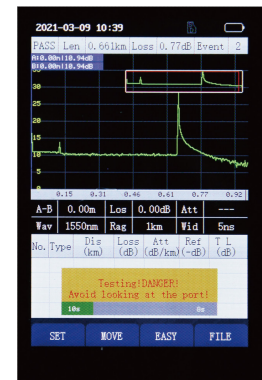 2021-03-09 10:39
PASS Len 0.661km Loss 0.77dB Event 2
A:0.00m|10.94dB
B:0.00m|10.94dB
35
30
25
20
15
10
5
0.15 0.31 0.46 0.61 0.77 0.92
A-B 0.00m Los 0.00dB Att ---
Wav 1550nm Rag 1km Wid 5ns
No. Type Dis (km) Loss (dB) Att (dB/km) Ref (-dB) T L (dB)
Testing!DANGER!
Avoid looking at the port!
10s 8s
SET MOVE EASY FILE